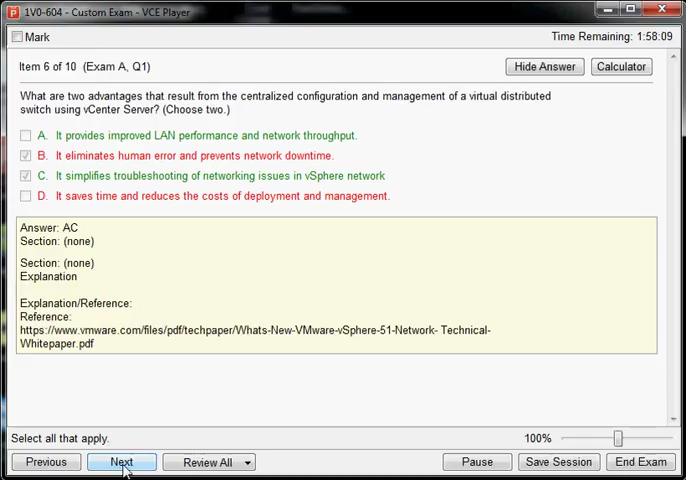 1V0-604 - Custom Exam - VCE Player
Mark
Time Remaining: 1:58:09
Item 6 of 10 (Exam A, Q1)
Hide Answer
Calculator
What are two advantages that result from the centralized configuration and management of a virtual distributed
switch using vCenter Server? (Choose two.)
A. It provides improved LAN performance and network throughput.
B. It eliminates human error and prevents network downtime.
C. It simplifies troubleshooting of networking issues in vSphere network
D. It saves time and reduces the costs of deployment and management.
Answer: AC
Section: (none)
Section: (none)
Explanation
Explanation/Reference:
Reference:
https://www.vmware.com/files/pdf/techpaper/Whats-New-VMware-vSphere-51-Network- Technical-
Whitepaper.pdf
Select all that apply.
100%
Previous
Next
Review All
Pause
Save Session
End Exam